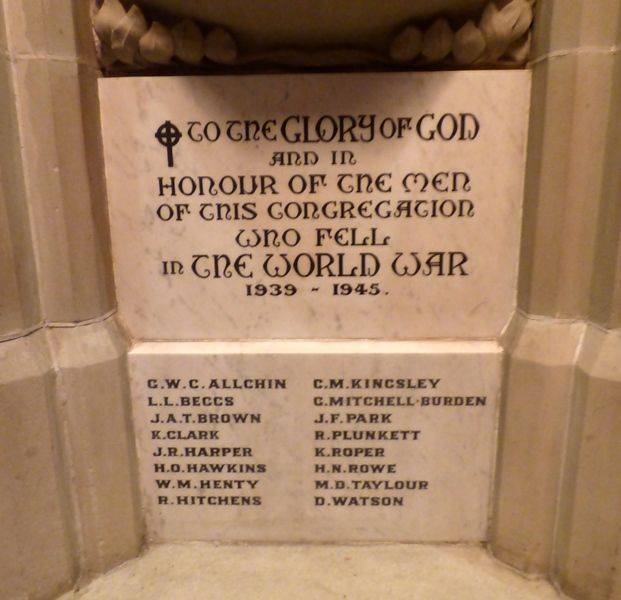 TO THE GLORY OF GOD
AND IN
HONOUR OF THE MEN
OF THIS CONGREGATION
WHO FELL
IN THE WORLD WAR
1939 - 1945.
G.W.C.ALLCHIN
L.L.BEGGS
J.A.T.BROWN
K.CLARK
J.R.HARPER
H.O.HAWKINS
W.M.HENTY
R.HITCHENS
C.M.KINGSLEY
G.MITCHELL-BURDEN
J.F.PARK
R.PLUNKETT
K.ROPER
H.N.ROWE
M.D.TAYLOUR
D.WATSON